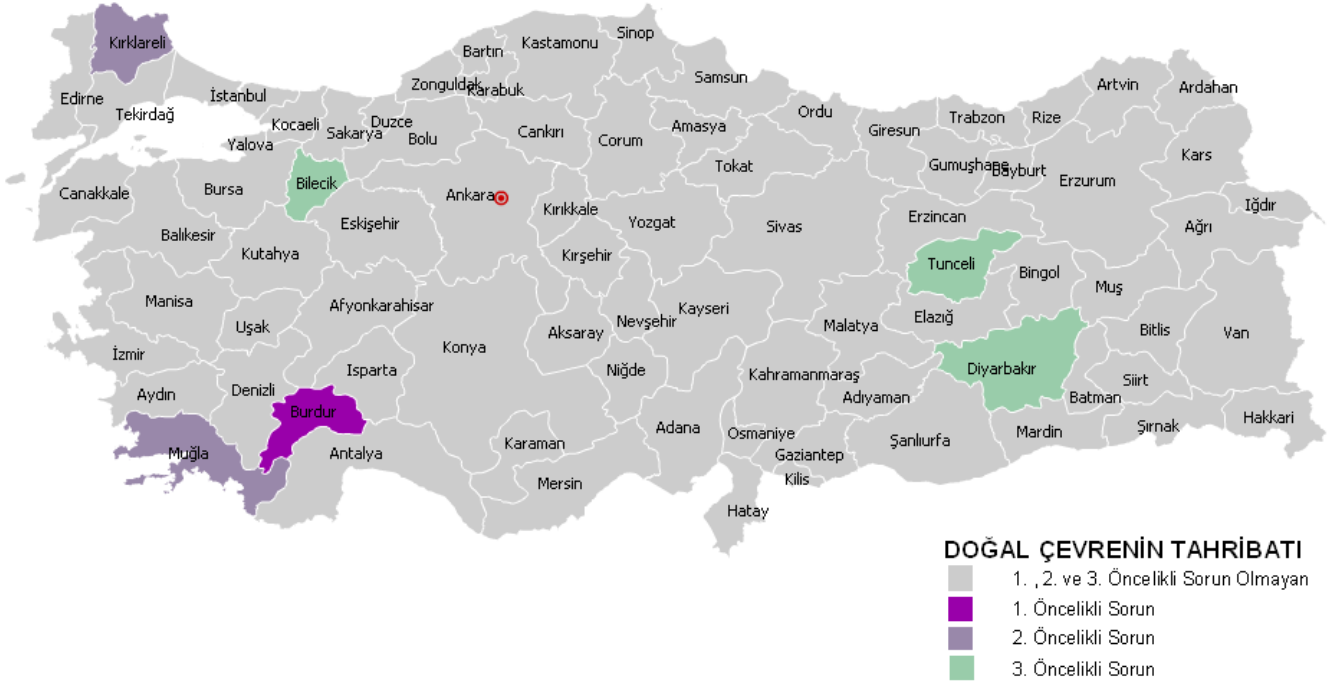 Kırklareli
Edirne
Tekirdağ
İstanbul
Kocaeli
Yalova
Sakarya
Duzce
Bolu
Zonguldak
Bartın
Karabuk
Kastamonu
Sinop
Samsun
Cankırı
Corum
Amasya
Tokat
Ordu
Giresun
Trabzon
Rize
Artvin
Ardahan
Gumuşhane
Bayburt
Erzurum
Kars
Iğdır
Ağrı
Canakkale
Bursa
Bilecik
Balıkesir
Eskişehir
Kutahya
Ankara
Kırıkkale
Kırşehir
Yozgat
Sivas
Erzincan
Tunceli
Bingol
Muş
Manisa
Uşak
Afyonkarahisar
Konya
Aksaray
Nevşehir
Kayseri
Malatya
Elazığ
Bitlis
Van
İzmir
Aydın
Denizli
Isparta
Burdur
Niğde
Kahramanmaraş
Adıyaman
Diyarbakır
Batman
Siirt
Muğla
Antalya
Karaman
Mersin
Adana
Osmaniye
Gaziantep
Kilis
Şanlıurfa
Mardin
Şırnak
Hakkari
Hatay
DOĞAL ÇEVRENİN TAHRİBATI
1. , 2. ve 3. Öncelikli Sorun Olmayan
1. Öncelikli Sorun
2. Öncelikli Sorun
3. Öncelikli Sorun